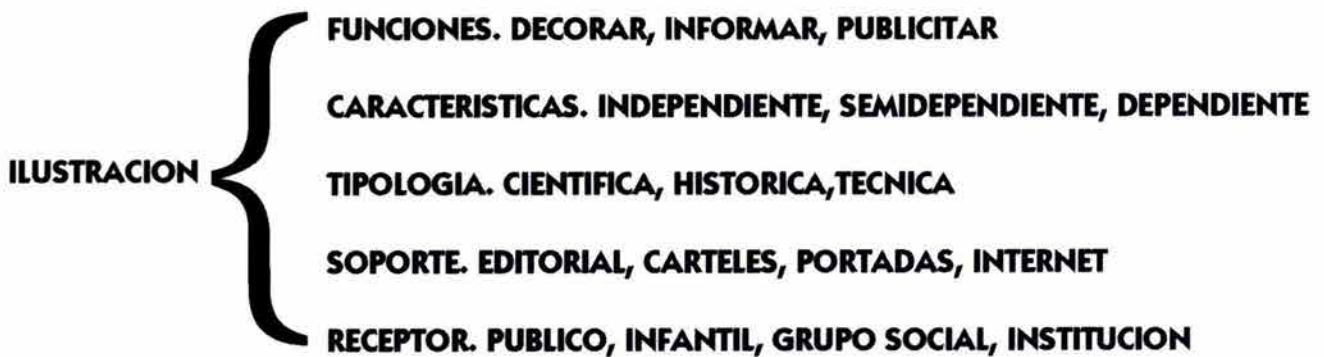 FUNCIONES. DECORAR, INFORMAR, PUBLICITAR
CARACTERISTICAS. INDEPENDIENTE, SEMIDEPENDIENTE, DEPENDIENTE
ILUSTRACION
TIPOLOGIA. CIENTIFICA, HISTORICA,TECNICA
SOPORTE. EDITORIAL, CARTELES, PORTADAS, INTERNET
RECEPTOR. PUBLICO, INFANTIL, GRUPO SOCIAL, INSTITUCION